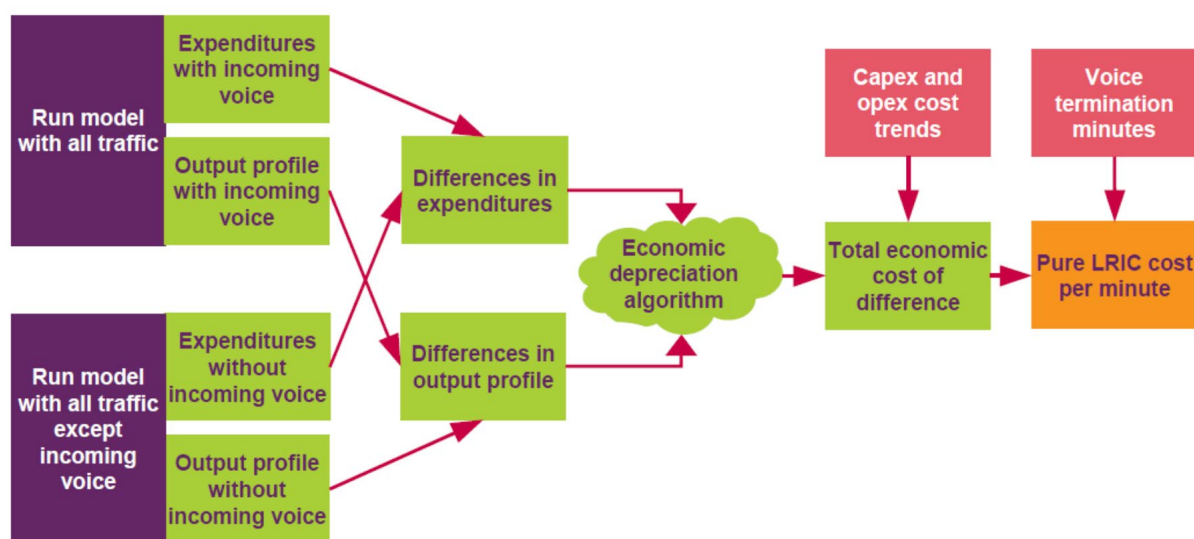 Run model
with all traffic
Expenditures
with incoming
voice
Output profile
with incoming
voice
Run model
with all traffic
except
incoming
voice
Expenditures
without
incoming voice
Output profile
without
incoming voice
Differences in
expenditures
Differences in
output profile
Economic
depreciation
algorithm
Capex and
opex cost
trends
Total economic
cost of
difference
Voice
termination
minutes
Pure LRIC cost
per minute